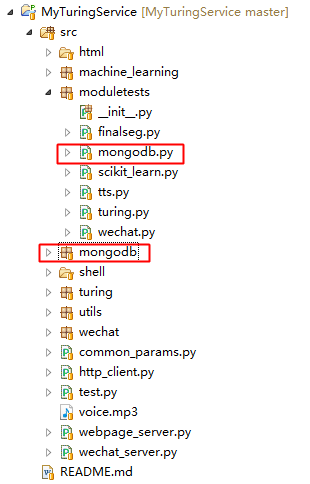 MyTuringService [MyTuringService master]
src
html
machine_learning
moduletests
__init__.py
finalseg.py
mongodb.py
scikit_learn.py
tts.py
turing.py
wechat.py
mongodb
shell
turing
utils
wechat
common_params.py
http_client.py
test.py
voice.mp3
webpage_server.py
wechat_server.py
README.md